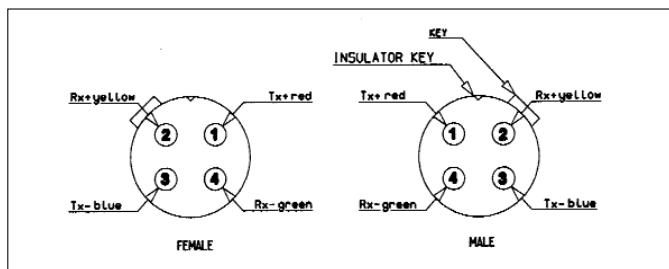 KEY
INSULATOR KEY
Rx+yellow
Tx+red
Tx+red
Rx+yellow
2
1
1
2
3
4
4
3
Tx-blue
Rx-green
Rx-green
Tx-blue
FEMALE
MALE